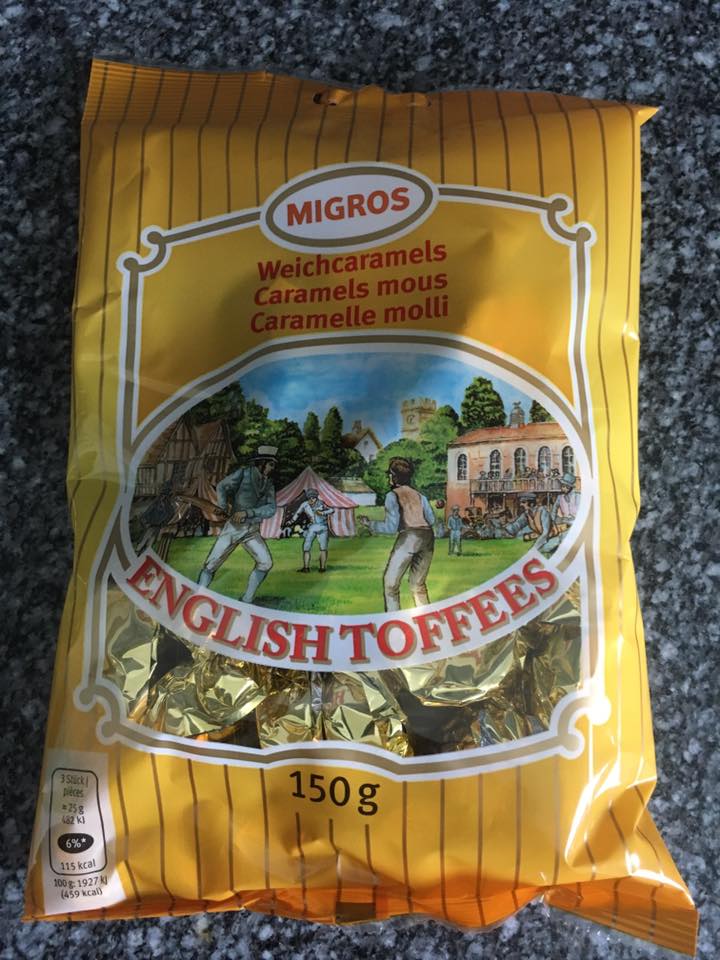 MIGROS
Weichcaramels
Caramels mous
Caramelle molli
ENGLISH TOFFEES
150 g
3 Stück /
pièces
= 25 g
482 kJ
6%*
115 kcal
100 g: 1927 kJ
(459 kcal)